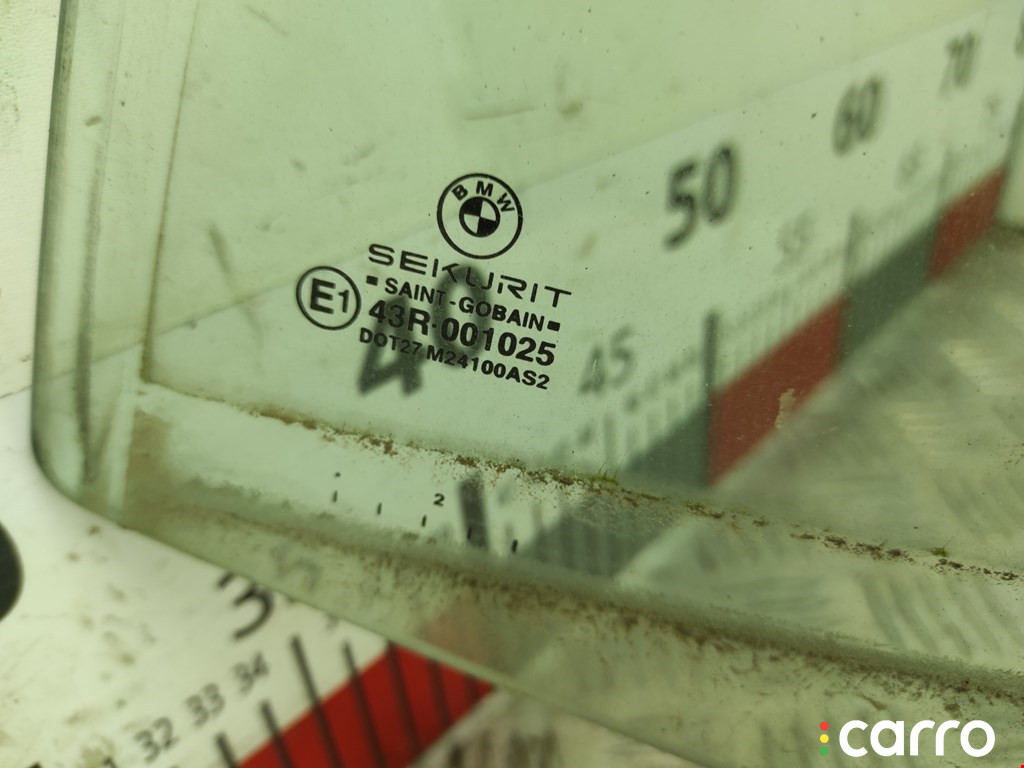 BMW
SEKURIT
SAINT-GOBAIN
E1
43R-001025
DOT27 M24100AS2
40
45
50
60
70
2
3
32
33
34
carro